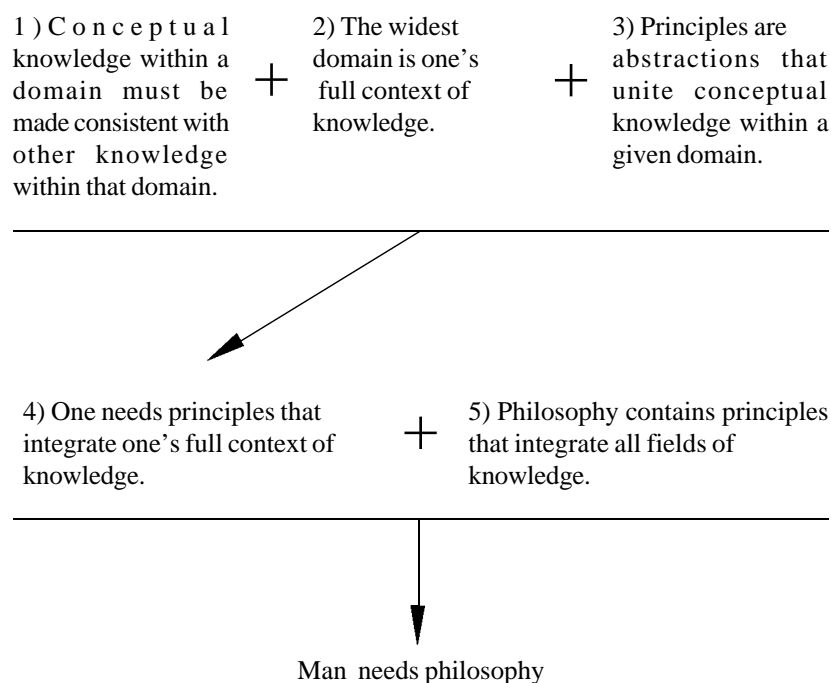 1) Conceptual
knowledge within a
domain must be
made consistent with
other knowledge
within that domain.
+
2) The widest
domain is one's
full context of
knowledge.
+
3) Principles are
abstractions that
unite conceptual
knowledge within a
given domain.
4) One needs principles that
integrate one's full context of
knowledge.
+
5) Philosophy contains principles
that integrate all fields of
knowledge.
Man needs philosophy